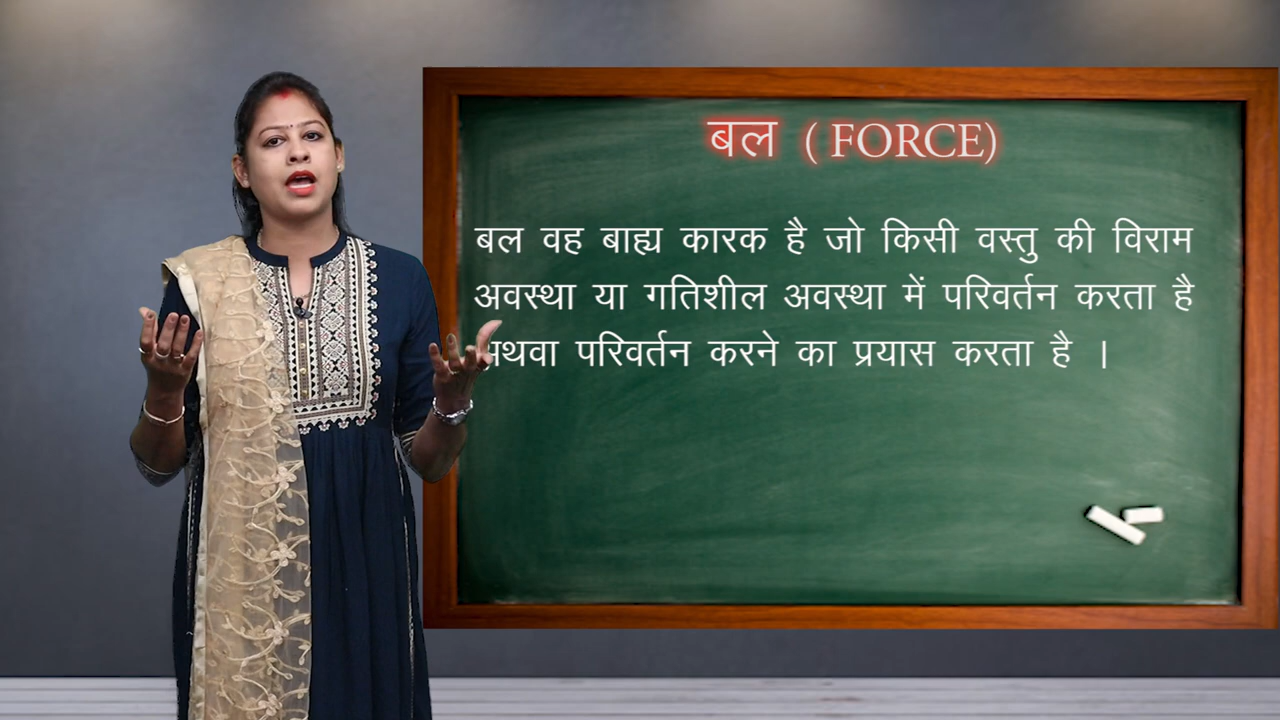 बल ( FORCE)
बल वह बाह्य कारक है जो किसी वस्तु की विराम
अवस्था या गतिशील अवस्था में परिवर्तन करता है
अथवा परिवर्तन करने का प्रयास करता है ।